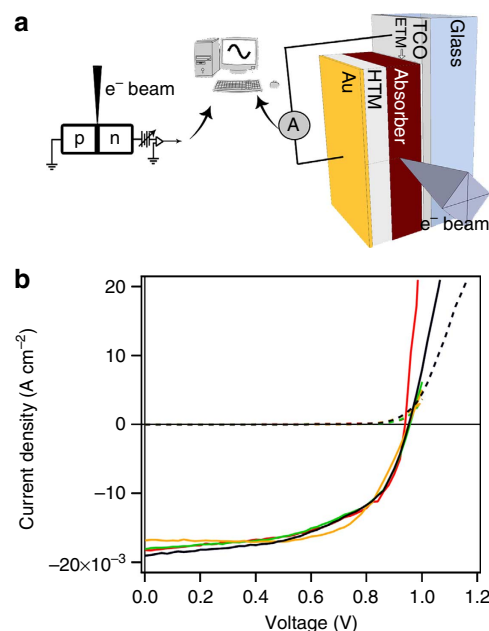 a
e⁻ beam
p n
A
Au
HTM
Absorber
ETM→
TCO
Glass
e⁻ beam
b
20
10
0
−10
−20×10⁻³
Current density (A cm⁻²)
0.0 0.2 0.4 0.6 0.8 1.0 1.2
Voltage (V)